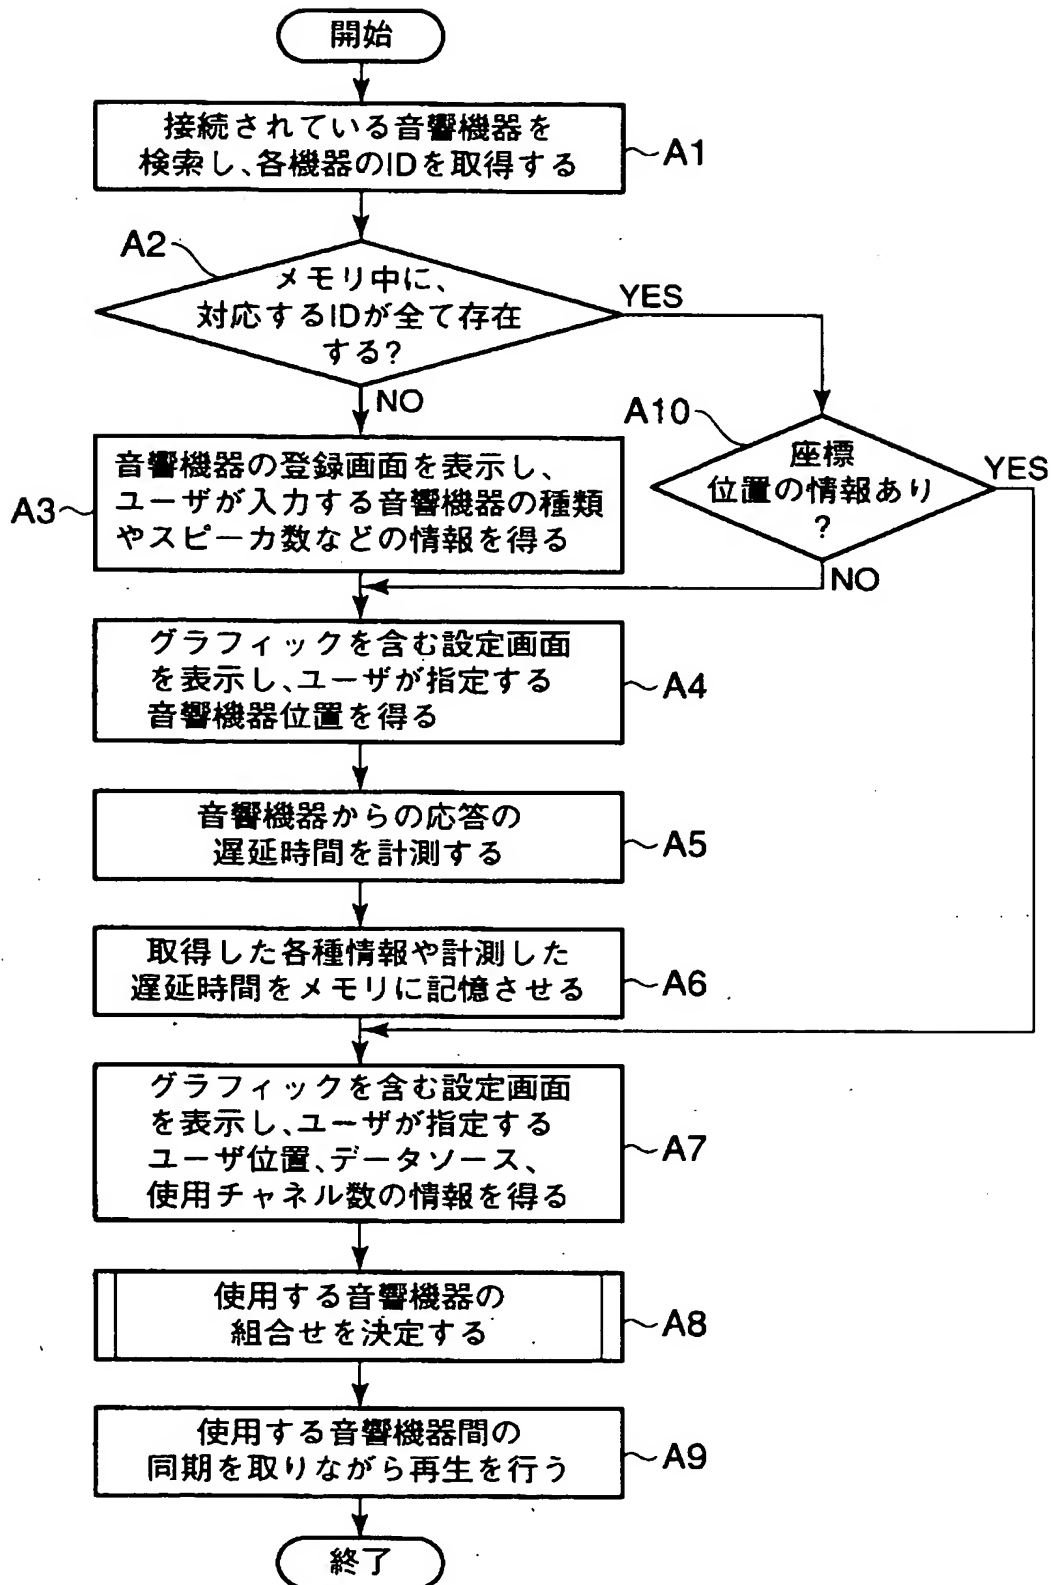 開始
接続されている音響機器を
検索し、各機器のIDを取得する
A1
A2
メモリ中に、
対応するIDが全て存在
する?
YES
NO
A10
座標
位置の情報あり
?
YES
NO
A3
音響機器の登録画面を表示し、
ユーザが入力する音響機器の種類
やスピーカ数などの情報を得る
グラフィックを含む設定画面
を表示し、ユーザが指定する
音響機器位置を得る
A4
音響機器からの応答の
遅延時間を計測する
A5
取得した各種情報や計測した
遅延時間をメモリに記憶させる
A6
グラフィックを含む設定画面
を表示し、ユーザが指定する
ユーザ位置、データソース、
使用チャネル数の情報を得る
A7
使用する音響機器の
組合せを決定する
A8
使用する音響機器間の
同期を取りながら再生を行う
A9
終了